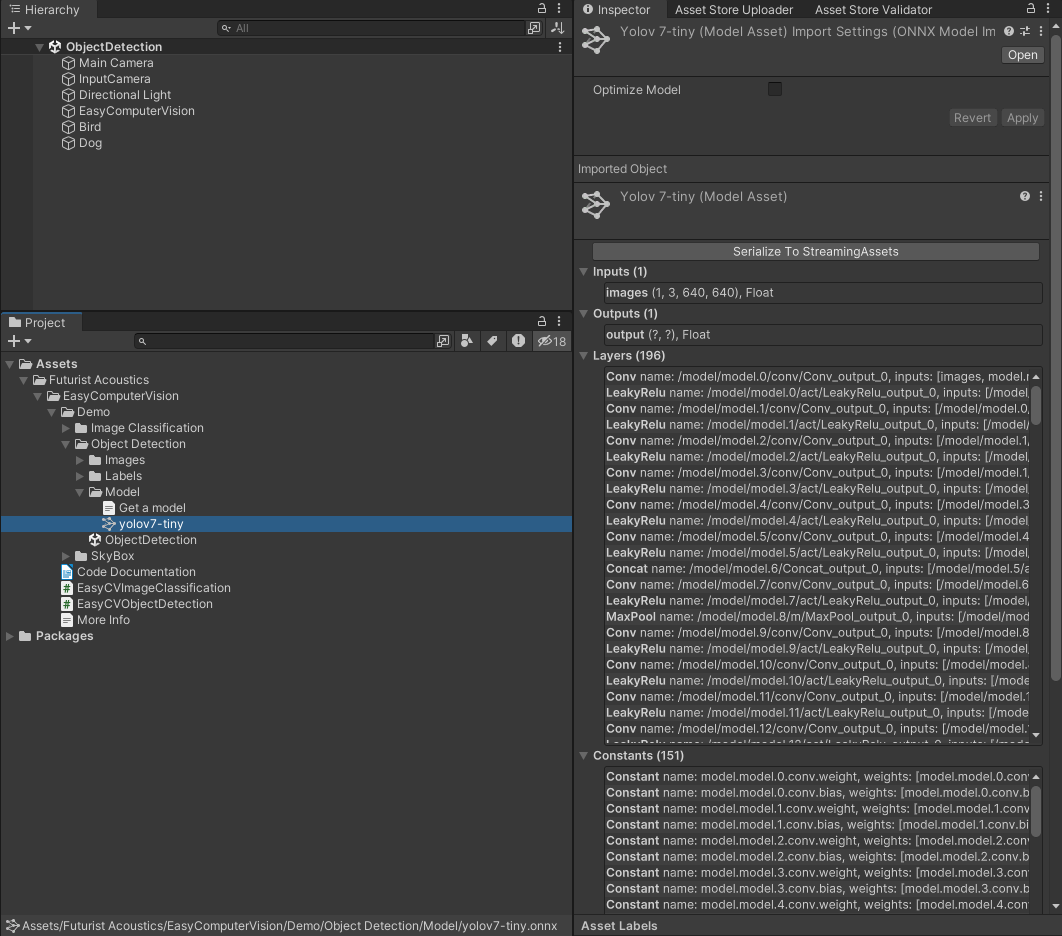 Hierarchy
All
ObjectDetection
Main Camera
InputCamera
Directional Light
EasyComputerVision
Bird
Dog
Project
18
Assets
Futurist Acoustics
EasyComputerVision
Demo
Image Classification
Object Detection
Images
Labels
Model
Get a model
yolov7-tiny
ObjectDetection
SkyBox
Code Documentation
EasyCVImageClassification
EasyCVObjectDetection
More Info
Packages
Assets/Futurist Acoustics/EasyComputerVision/Demo/Object Detection/Model/yolov7-tiny.onnx
Inspector Asset Store Uploader Asset Store Validator
Yolov 7-tiny (Model Asset) Import Settings (ONNX Model Im
Open
Optimize Model
Revert Apply
Imported Object
Yolov 7-tiny (Model Asset)
Serialize To StreamingAssets
Inputs (1)
images (1, 3, 640, 640), Float
Outputs (1)
output (?, ?), Float
Layers (196)
Conv name: /model/model.0/conv/Conv_output_0, inputs: [images, model.
LeakyRelu name: /model/model.0/act/LeakyRelu_output_0, inputs: [/model
Conv name: /model/model.1/conv/Conv_output_0, inputs: [/model/model.0
LeakyRelu name: /model/model.1/act/LeakyRelu_output_0, inputs: [/model
Conv name: /model/model.2/conv/Conv_output_0, inputs: [/model/model.1
LeakyRelu name: /model/model.2/act/LeakyRelu_output_0, inputs: [/model
Conv name: /model/model.3/conv/Conv_output_0, inputs: [/model/model.1
LeakyRelu name: /model/model.3/act/LeakyRelu_output_0, inputs: [/model
Conv name: /model/model.4/conv/Conv_output_0, inputs: [/model/model.3
LeakyRelu name: /model/model.4/act/LeakyRelu_output_0, inputs: [/model
Conv name: /model/model.5/conv/Conv_output_0, inputs: [/model/model.4
LeakyRelu name: /model/model.5/act/LeakyRelu_output_0, inputs: [/model
Concat name: /model/model.6/Concat_output_0, inputs: [/model/model.5/a
Conv name: /model/model.7/conv/Conv_output_0, inputs: [/model/model.6
LeakyRelu name: /model/model.7/act/LeakyRelu_output_0, inputs: [/model
MaxPool name: /model/model.8/m/MaxPool_output_0, inputs: [/model/mod
Conv name: /model/model.9/conv/Conv_output_0, inputs: [/model/model.8
LeakyRelu name: /model/model.9/act/LeakyRelu_output_0, inputs: [/model
Conv name: /model/model.10/conv/Conv_output_0, inputs: [/model/model.
LeakyRelu name: /model/model.10/act/LeakyRelu_output_0, inputs: [/mode
Conv name: /model/model.11/conv/Conv_output_0, inputs: [/model/model.1
LeakyRelu name: /model/model.11/act/LeakyRelu_output_0, inputs: [/mode
Conv name: /model/model.12/conv/Conv_output_0, inputs: [/model/model.
Constants (151)
Constant name: model.model.0.conv.weight, weights: [model.model.0.con
Constant name: model.model.0.conv.bias, weights: [model.model.0.conv.b
Constant name: model.model.1.conv.weight, weights: [model.model.1.conv
Constant name: model.model.1.conv.bias, weights: [model.model.1.conv.bi
Constant name: model.model.2.conv.weight, weights: [model.model.2.con
Constant name: model.model.2.conv.bias, weights: [model.model.2.conv.b
Constant name: model.model.3.conv.weight, weights: [model.model.3.con
Constant name: model.model.3.conv.bias, weights: [model.model.3.conv.b
Constant name: model.model.4.conv.weight, weights: [model.model.4.con
Asset Labels